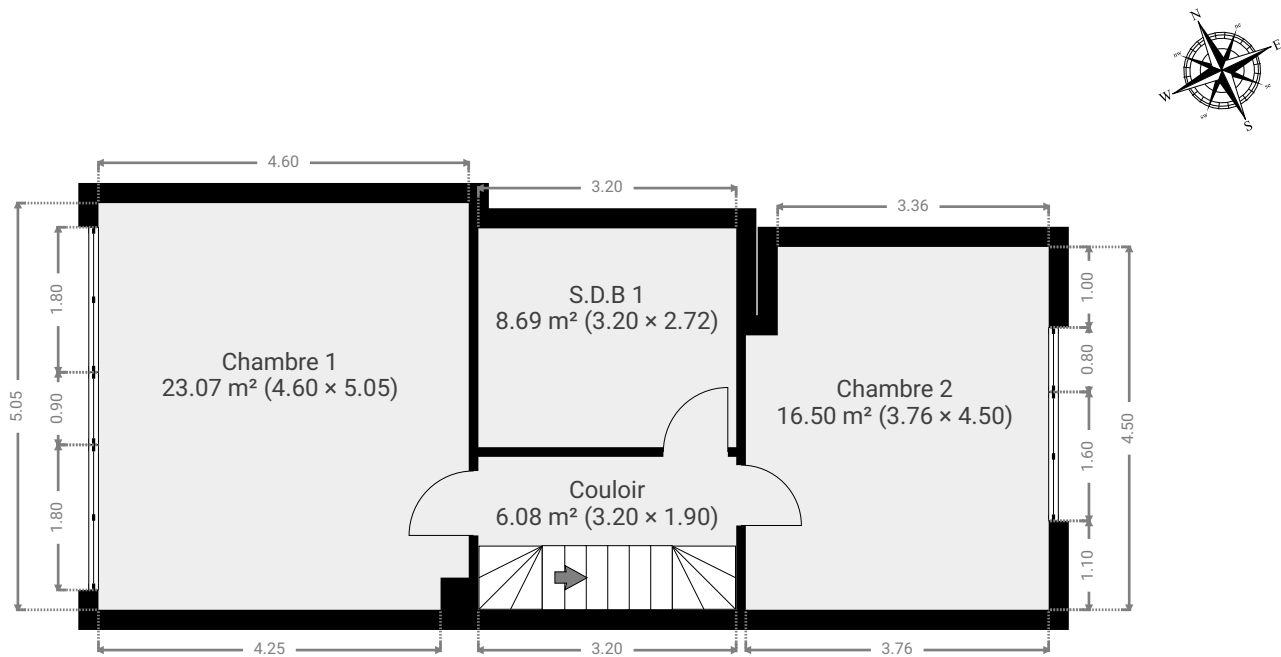 N
E
S
W
4.60
3.20
3.36
5.05
1.80
0.90
1.80
Chambre 1
23.07 m² (4.60 × 5.05)
S.D.B 1
8.69 m² (3.20 × 2.72)
Couloir
6.08 m² (3.20 × 1.90)
Chambre 2
16.50 m² (3.76 × 4.50)
1.00
0.80
1.60
1.10
4.50
4.25
3.20
3.76